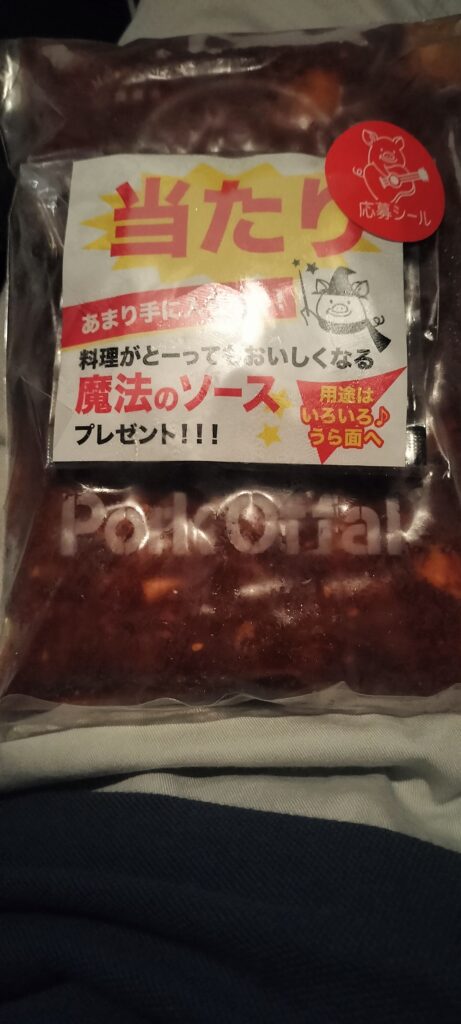 当たり
応募シール
あまり手に
料理がとーってもおいしくなる
魔法のソース
プレゼント!!!
用途は
いろいろ♪
うら面へ
Pork Offal